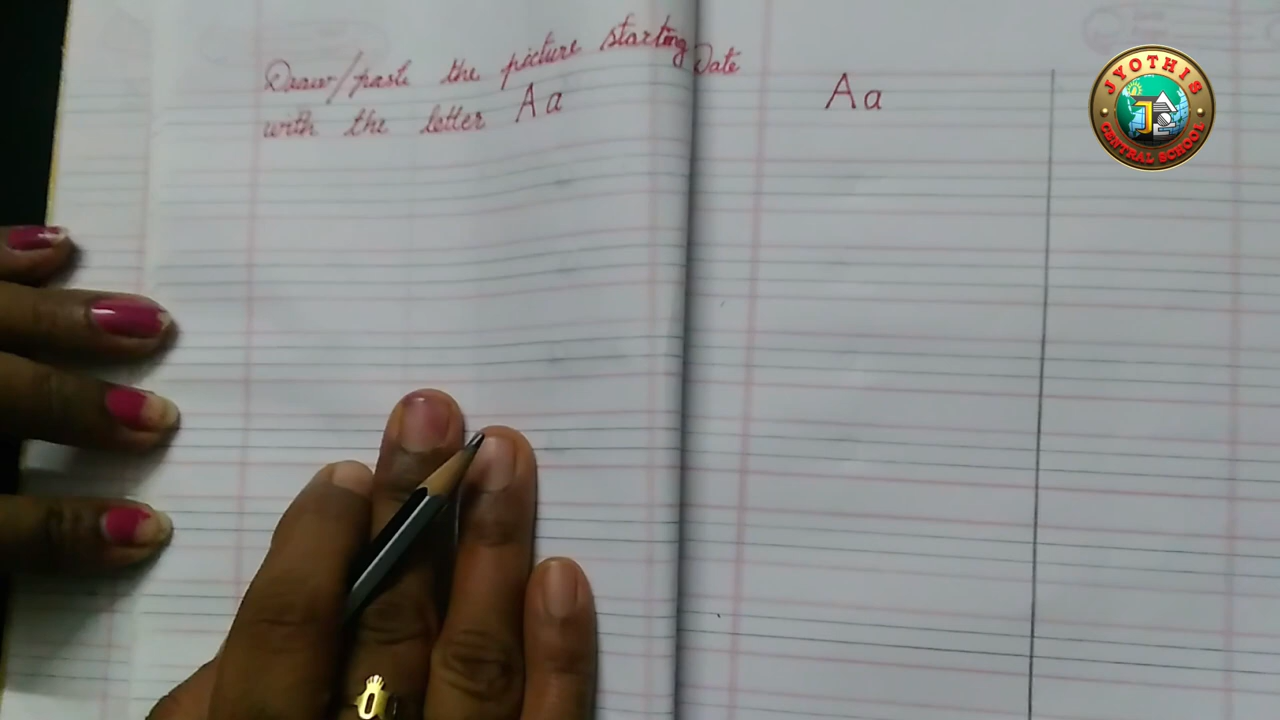 Draw/paste the picture starting
with the letter Aa
Date
Aa
JYOTHIS
CENTRAL SCHOOL